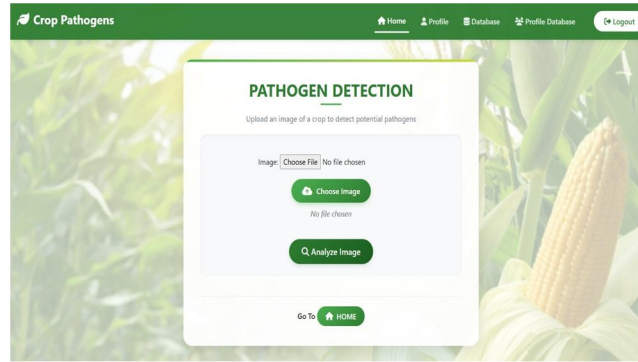 Crop Pathogens
Home Profile Database Profile Database Logout
PATHOGEN DETECTION
Upload an image of a crop to detect potential pathogens
Image: Choose File No file chosen
Choose Image
No file chosen
Analyze Image
Go To HOME